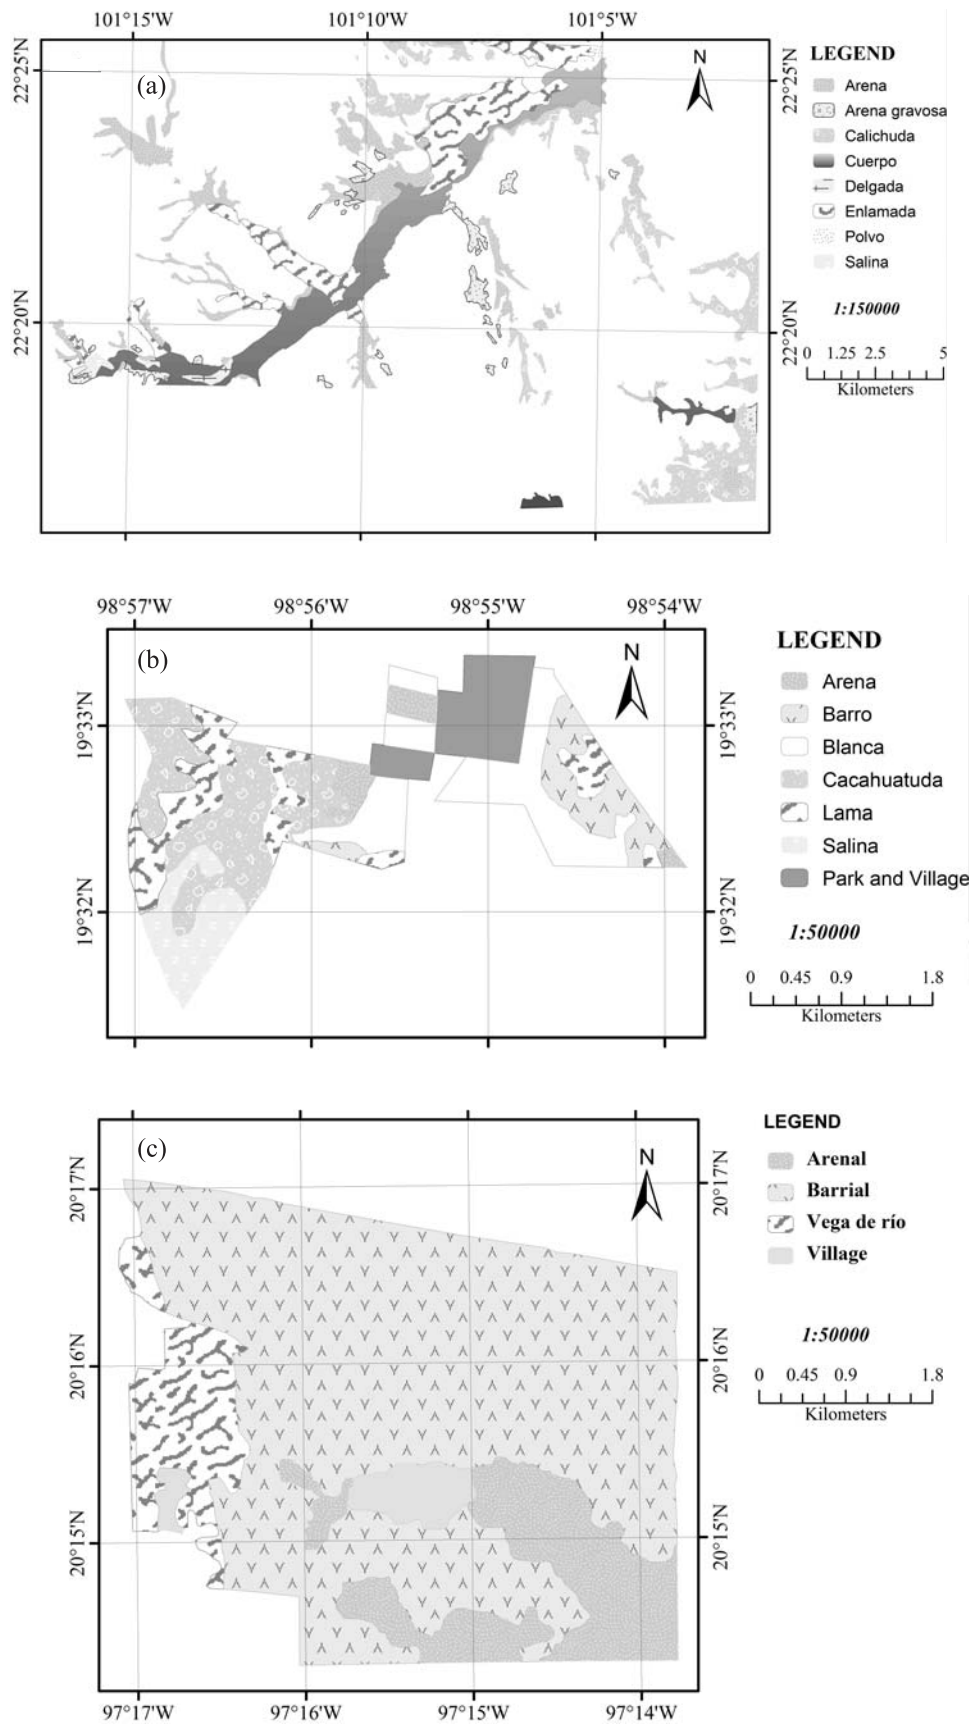 101°15'W 101°10'W 101°5'W
(a)
N
22°25'N
22°25'N
22°20'N
22°20'N
LEGEND
Arena
Arena gravosa
Calichuda
Cuerpo
Delgada
Enlamada
Polvo
Salina
1:150000
0 1.25 2.5 5
Kilometers
98°57'W 98°56'W 98°55'W 98°54'W
(b)
N
19°33'N
19°33'N
19°32'N
19°32'N
LEGEND
Arena
Barro
Blanca
Cacahuatuda
Lama
Salina
Park and Village
1:50000
0 0.45 0.9 1.8
Kilometers
(c)
N
20°17'N
20°17'N
20°16'N
20°16'N
20°15'N
20°15'N
LEGEND
Arenal
Barrial
Vega de río
Village
1:50000
0 0.45 0.9 1.8
Kilometers
97°17'W 97°16'W 97°15'W 97°14'W